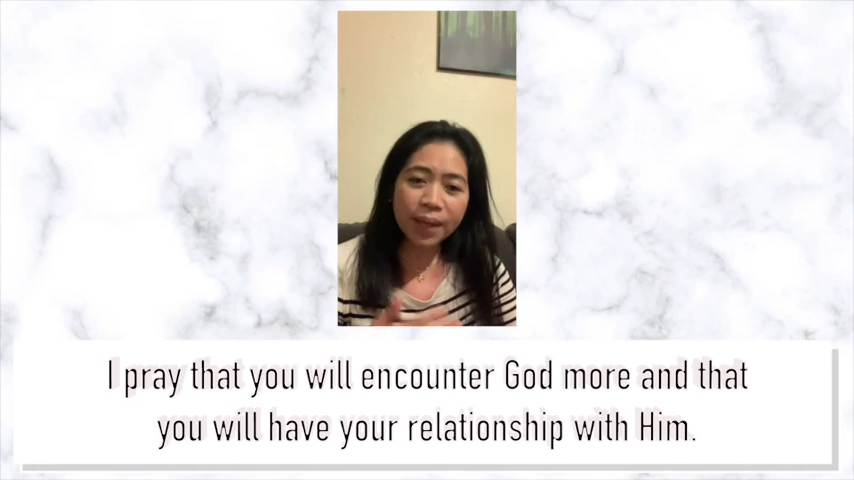 I pray that you will encounter God more and that
you will have your relationship with Him.